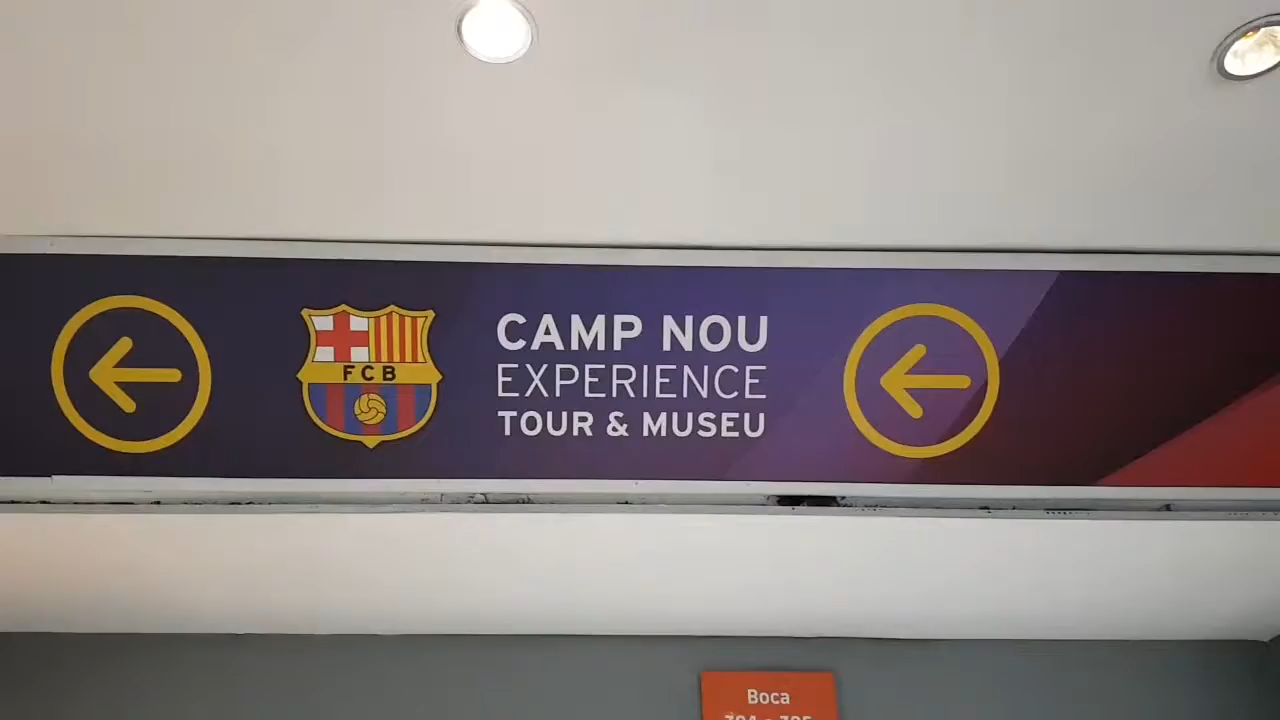 FCB
CAMP NOU
EXPERIENCE
TOUR & MUSEU
Boca